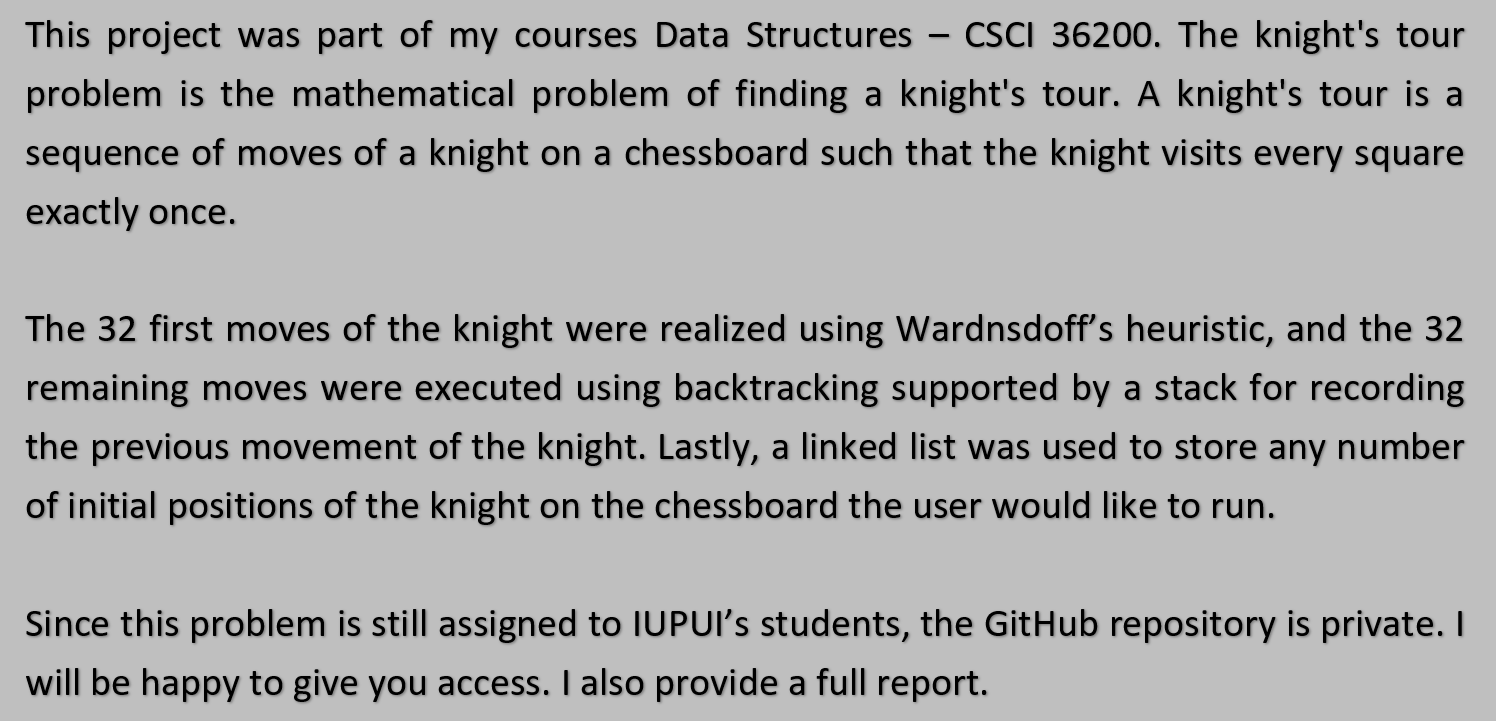 This project was part of my courses Data Structures – CSCI 36200. The knight's tour
problem is the mathematical problem of finding a knight's tour. A knight's tour is a
sequence of moves of a knight on a chessboard such that the knight visits every square
exactly once.
The 32 first moves of the knight were realized using Wardnsdoff’s heuristic, and the 32
remaining moves were executed using backtracking supported by a stack for recording
the previous movement of the knight. Lastly, a linked list was used to store any number
of initial positions of the knight on the chessboard the user would like to run.
Since this problem is still assigned to IUPUI’s students, the GitHub repository is private. I
will be happy to give you access. I also provide a full report.